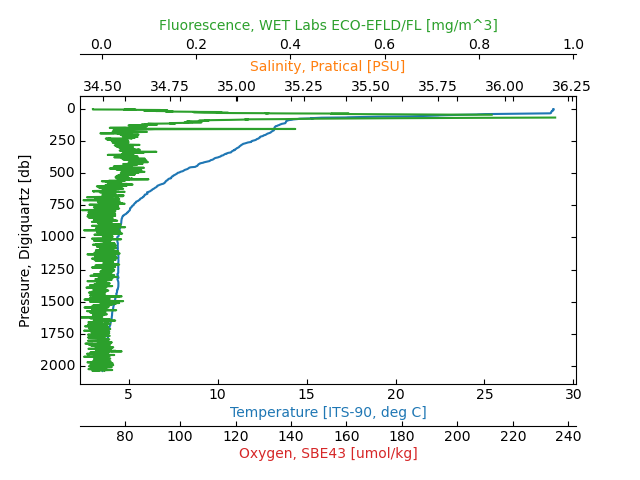 Fluorescence, WET Labs ECO-EFLD/FL [mg/m^3]
0.0 0.2 0.4 0.6 0.8 1.0
Salinity, Pratical [PSU]
34.50 34.75 35.00 35.25 35.50 35.75 36.00 36.25
Pressure, Digiquartz [db]
0
250
500
750
1000
1250
1500
1750
2000
5 10 15 20 25 30
Temperature [ITS-90, deg C]
80 100 120 140 160 180 200 220 240
Oxygen, SBE43 [umol/kg]